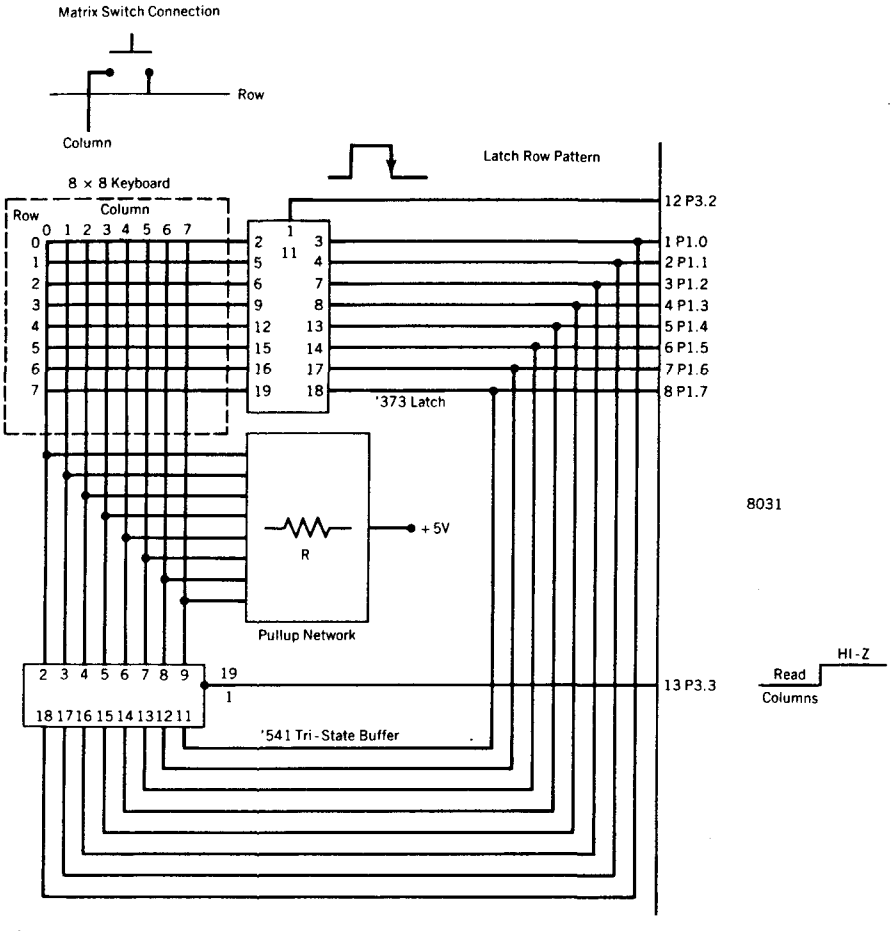 Matrix Switch Connection
Row
Column
Latch Row Pattern
8 × 8 Keyboard
Row Column
0 1 2 3 4 5 6 7
12 P3.2
1
11
0 2 3 1 P1.0
1 5 4 2 P1.1
2 6 7 3 P1.2
3 9 8 4 P1.3
4 12 13 5 P1.4
5 15 14 6 P1.5
6 16 17 7 P1.6
7 19 18 8 P1.7
'373 Latch
8031
R
+5V
Pullup Network
HI-Z
Read
Columns
2 3 4 5 6 7 8 9
19
1
13 P3.3
18 17 16 15 14 13 12 11
'541 Tri-State Buffer